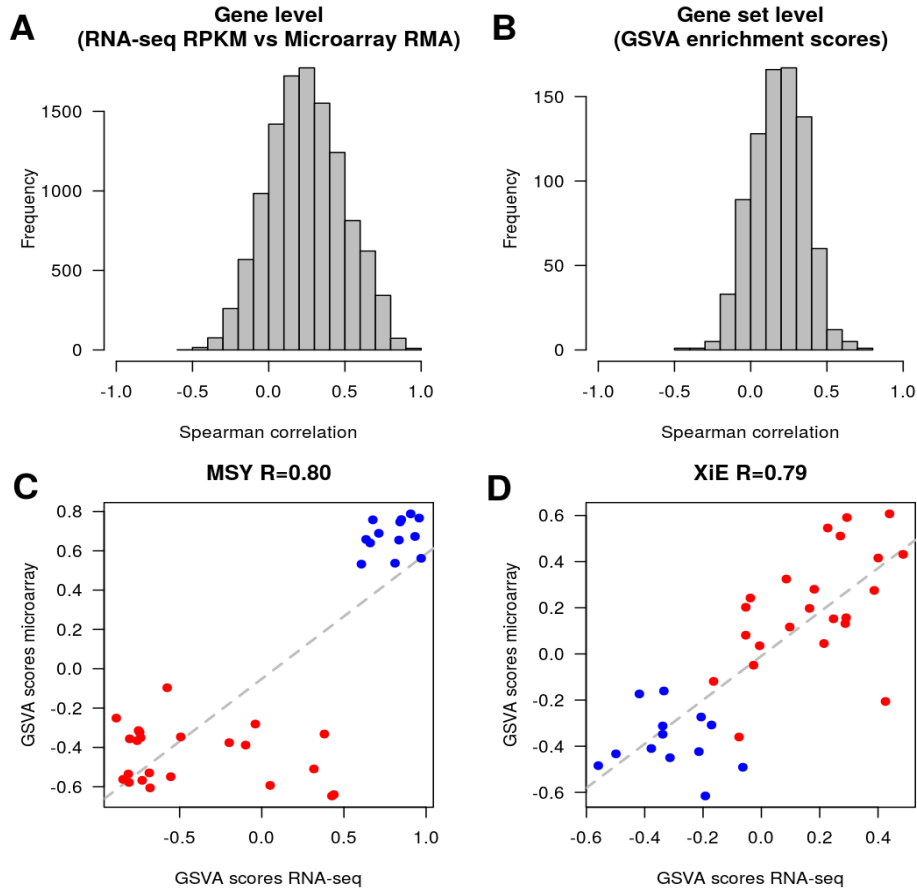 A
Gene level
(RNA-seq RPKM vs Microarray RMA)
Frequency
1500
1000
500
0
-1.0 -0.5 0.0 0.5 1.0
Spearman correlation
B
Gene set level
(GSVA enrichment scores)
Frequency
150
100
50
0
-1.0 -0.5 0.0 0.5 1.0
Spearman correlation
C
MSY R=0.80
GSVA scores microarray
0.8
0.6
0.4
0.2
0.0
-0.2
-0.4
-0.6
-0.5 0.0 0.5 1.0
GSVA scores RNA-seq
D
XiE R=0.79
GSVA scores microarray
0.6
0.4
0.2
0.0
-0.2
-0.4
-0.6
-0.6 -0.4 -0.2 0.0 0.2 0.4
GSVA scores RNA-seq